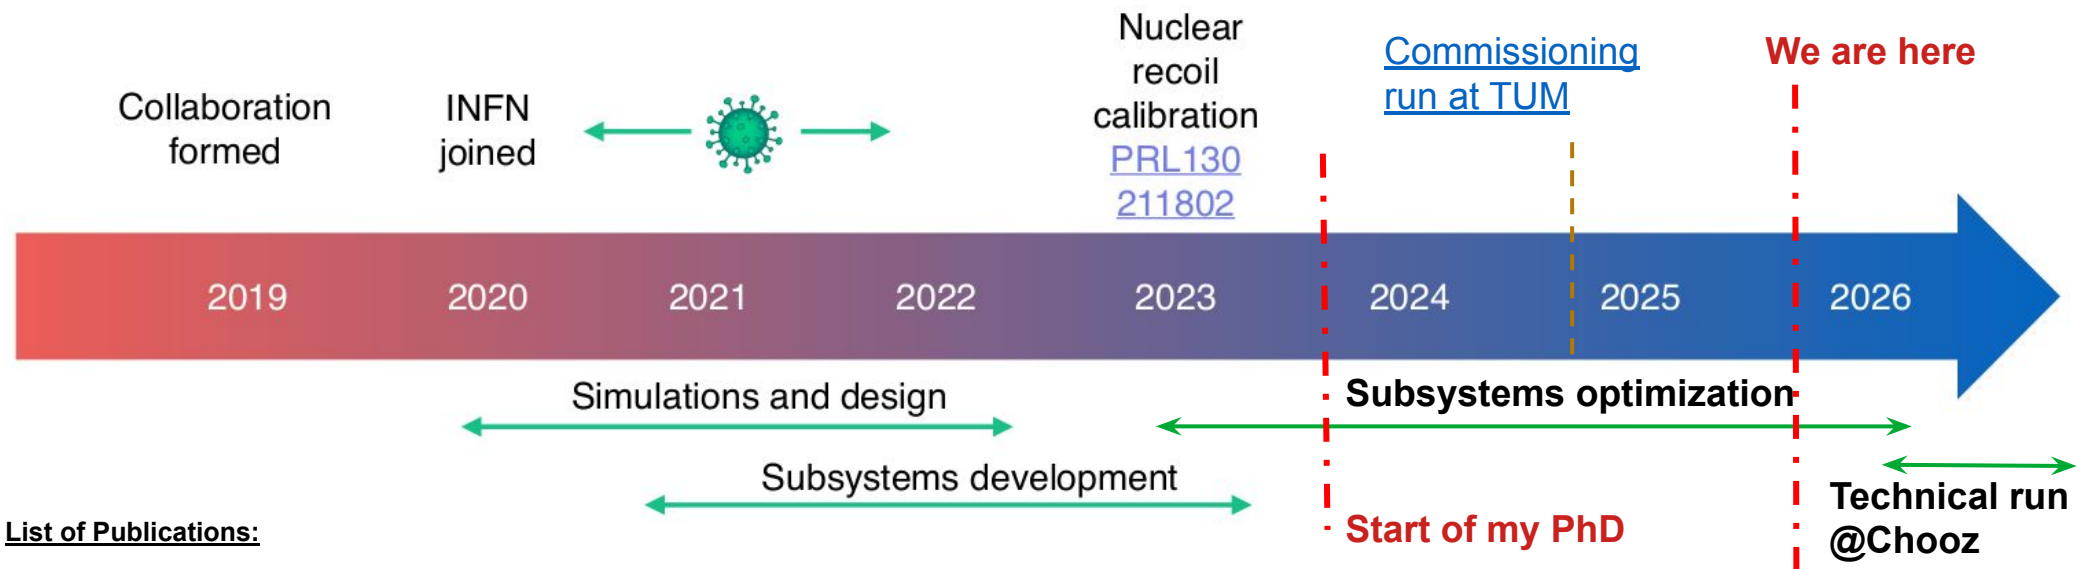 Collaboration
formed
INFN
joined
Nuclear
recoil
calibration
PRL130
211802
Commissioning
run at TUM
We are here
2019 2020 2021 2022 2023 2024 2025 2026
Simulations and design
Subsystems optimization
Subsystems development
Technical run
@Chooz
Start of my PhD
List of Publications: